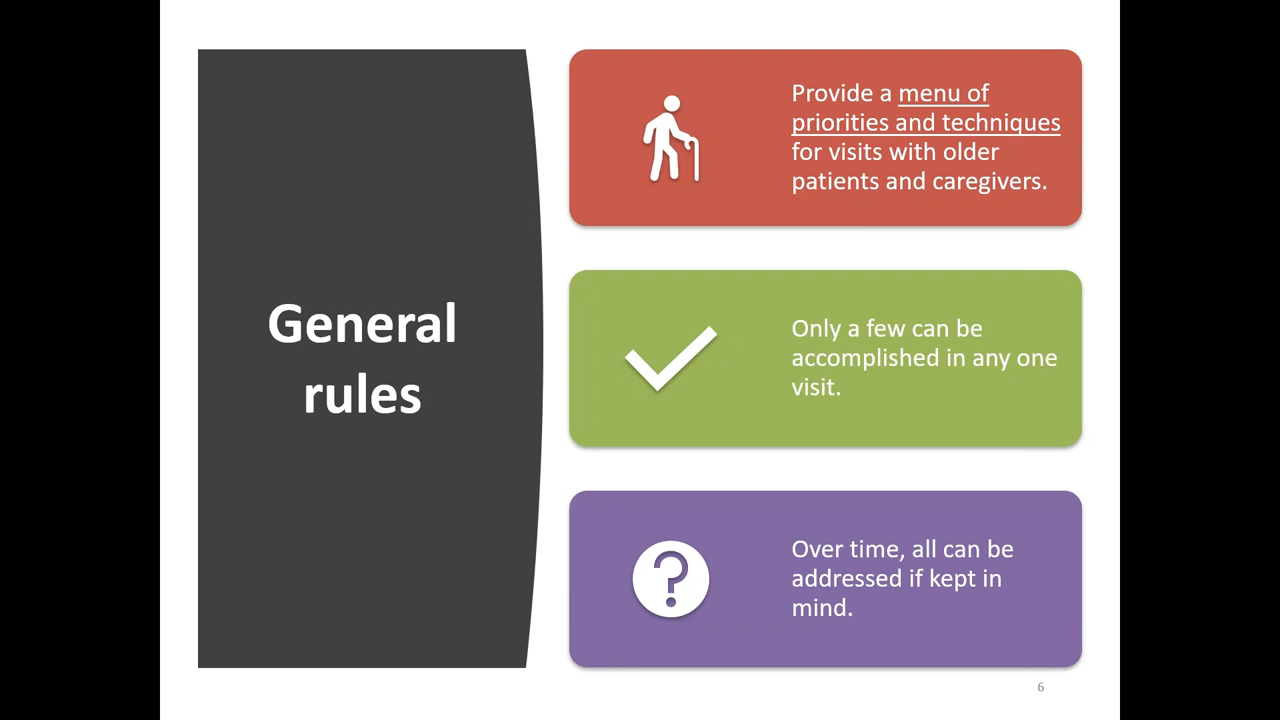 General
rules
Provide a menu of
priorities and techniques
for visits with older
patients and caregivers.
Only a few can be
accomplished in any one
visit.
Over time, all can be
addressed if kept in
mind.
6